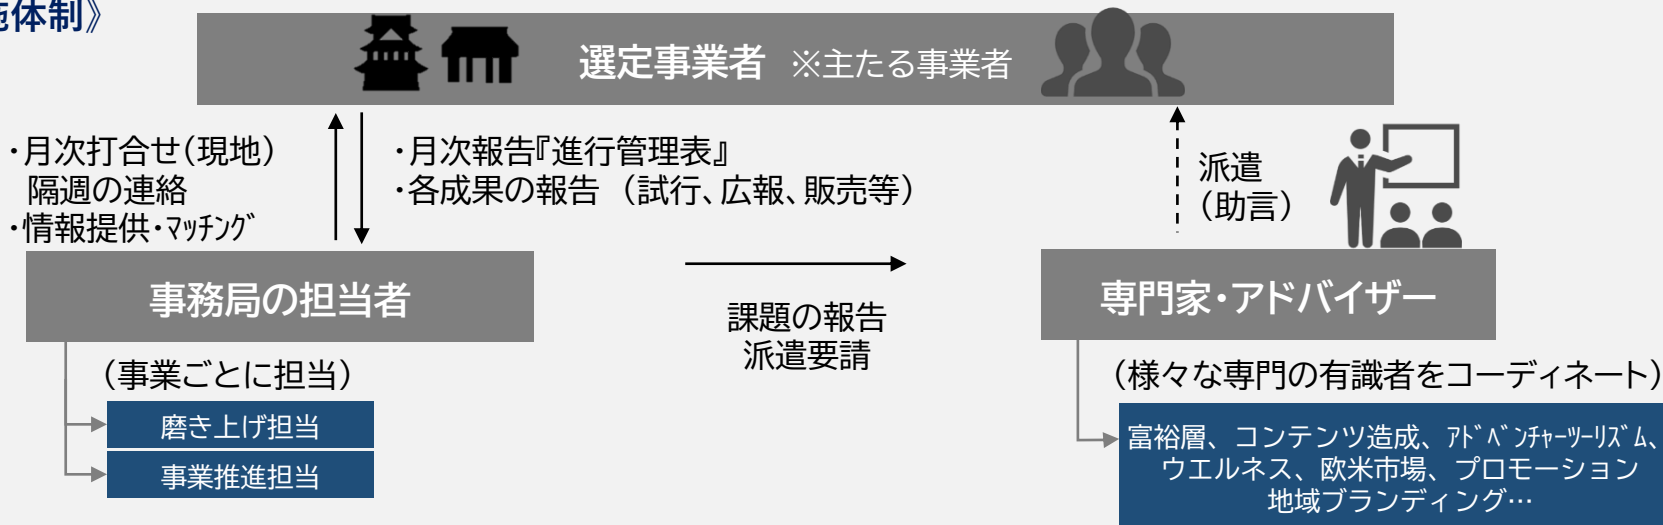 施体制》
選定事業者 ※主たる事業者
・月次打合せ（現地）
隔週の連絡
・情報提供・ﾏｯﾁﾝｸﾞ
・月次報告『進行管理表』
・各成果の報告 （試行、広報、販売等）
派遣
（助言）
事務局の担当者
課題の報告
派遣要請
専門家・アドバイザー
（事業ごとに担当）
磨き上げ担当
事業推進担当
（様々な専門の有識者をコーディネート）
富裕層、コンテンツ造成、ｱﾄﾞﾍﾞﾝﾁｬｰﾂｰﾘｽﾞﾑ、
ウエルネス、欧米市場、プロモーション
地域ブランディング…